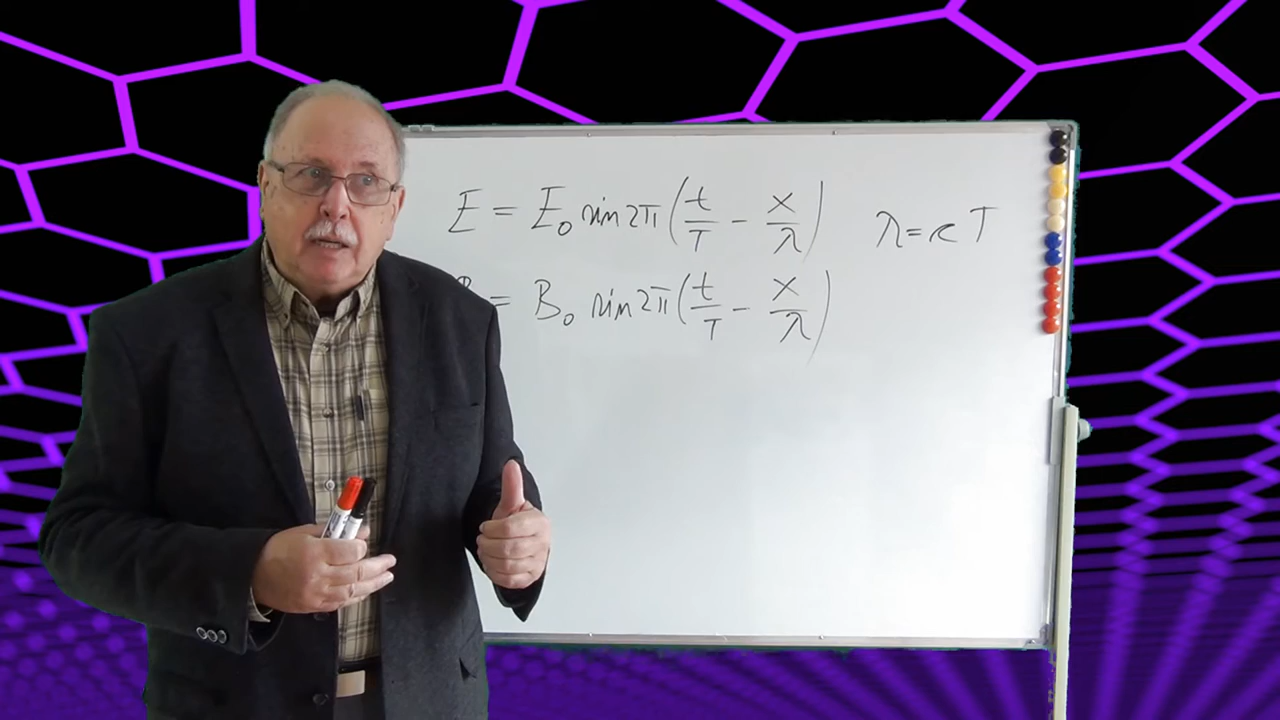 E = E₀ sin 2π (t/T − x/λ) λ = c T
B = B₀ sin 2π (t/T − x/λ)